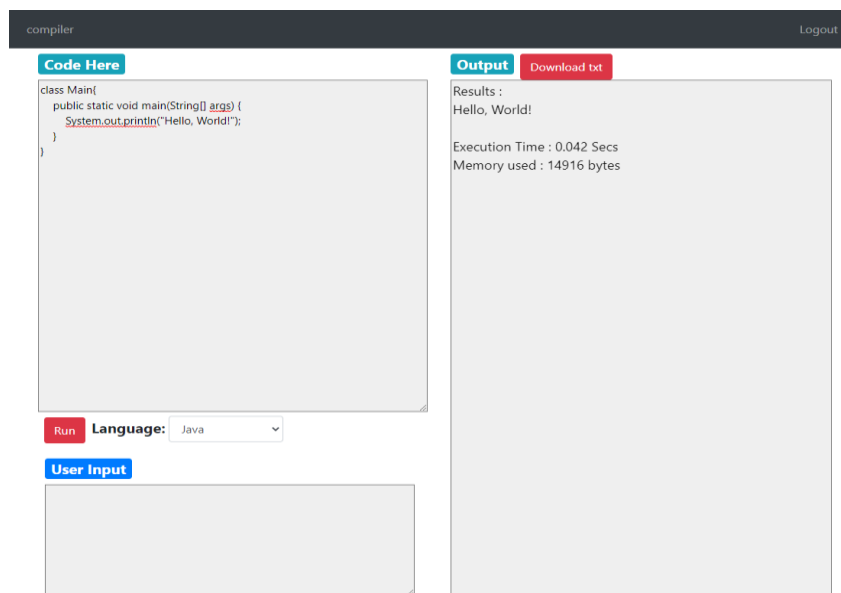 compiler
Logout
Code Here
class Main{
public static void main(String[] args) {
System.out.println("Hello, World!");
}
}
Run
Language:
Java
User Input
Output
Download txt
Results :
Hello, World!
Execution Time : 0.042 Secs
Memory used : 14916 bytes